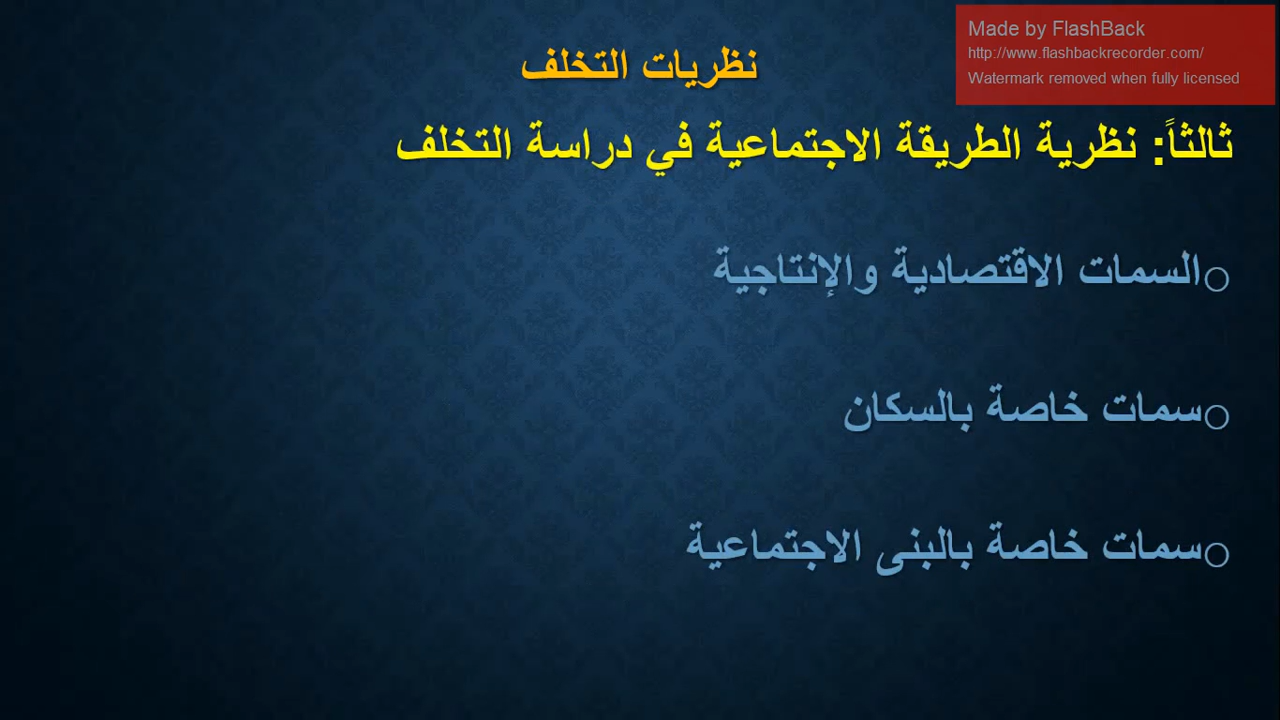 Made by FlashBack
http://www.flashbackrecorder.com/
Watermark removed when fully licensed
نظريات التخلف
ثالثاً: نظرية الطريقة الاجتماعية في دراسة التخلف
السمات الاقتصادية والإنتاجية
سمات خاصة بالسكان
سمات خاصة بالبنى الاجتماعية